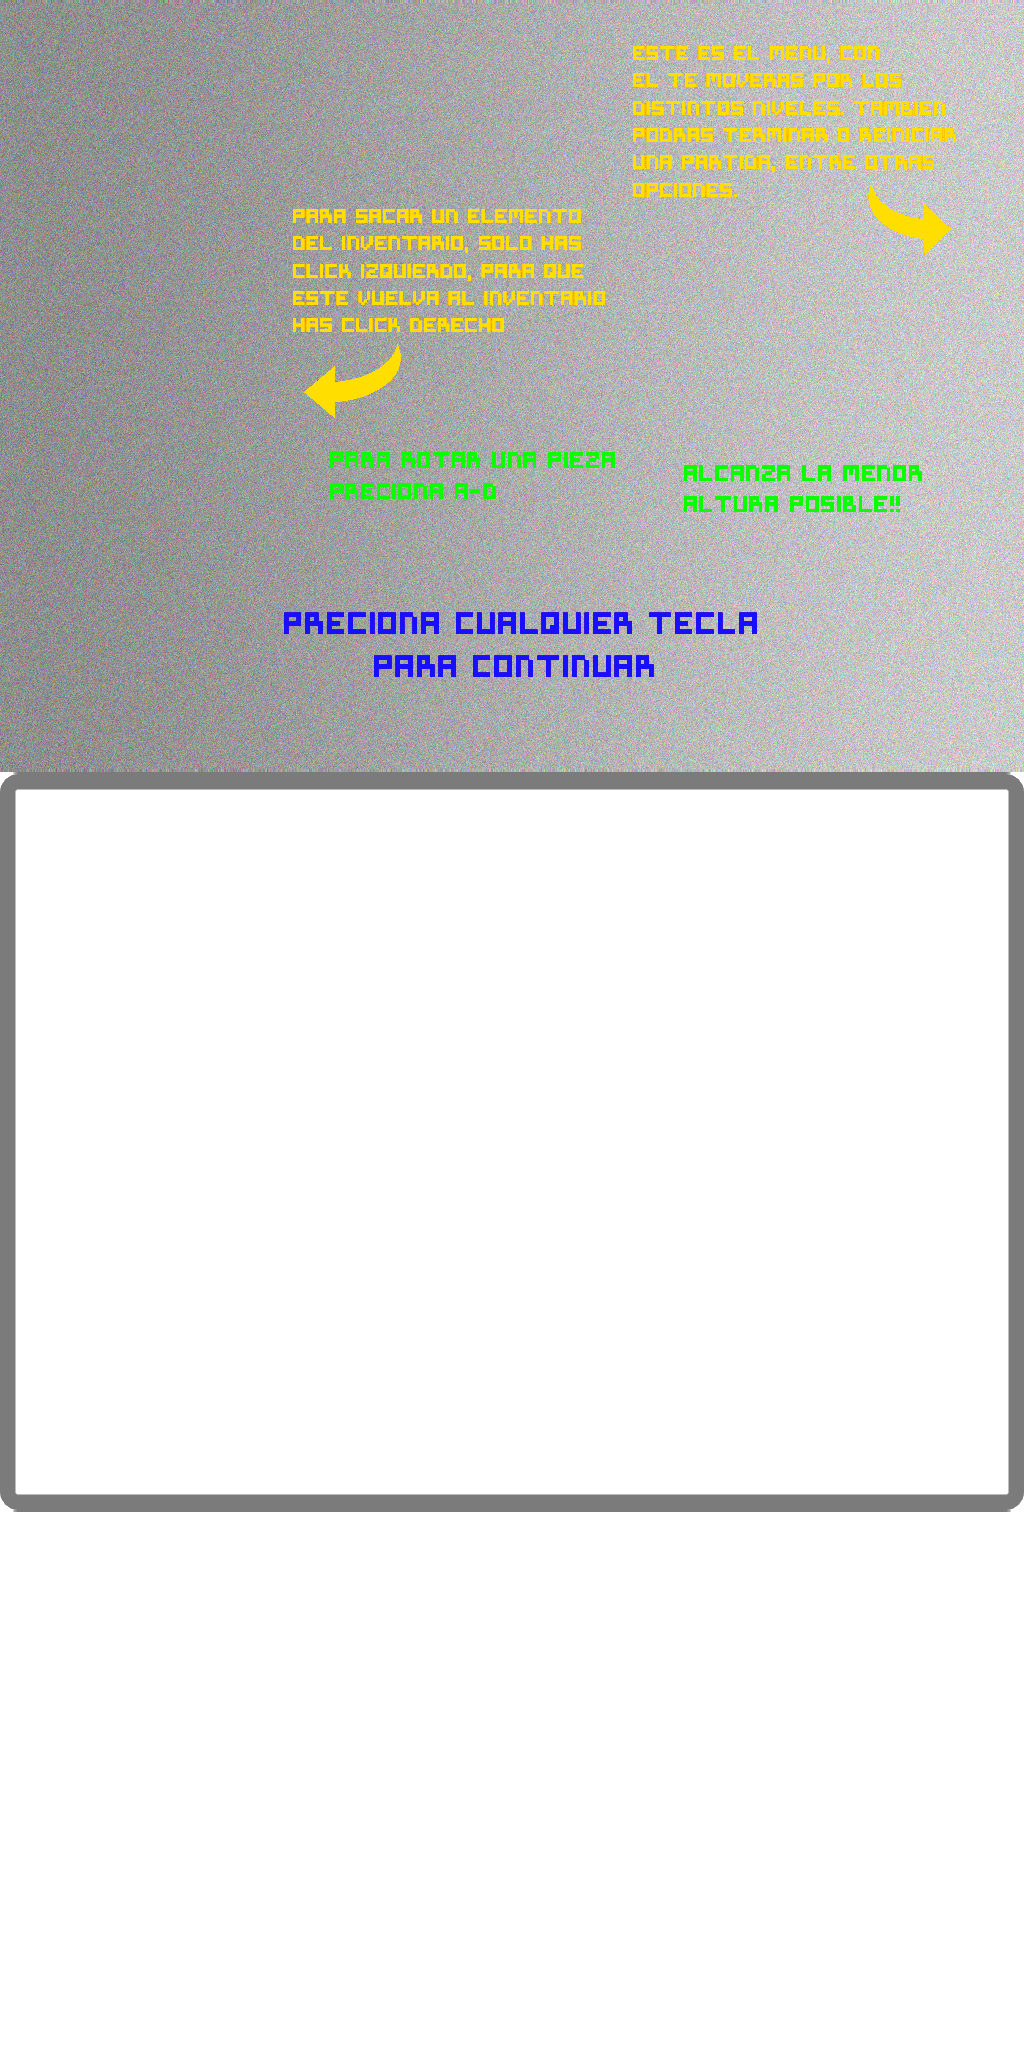 ESTE ES EL MENU, CON
EL TE MOVERAS POR LOS
DISTINTOS NIVELES. TAMBIEN
PODRAS TERMINAR O REINICIAR
UNA PARTIDA, ENTRE OTRAS
OPCIONES.
PARA SACAR UN ELEMENTO
DEL INVENTARIO, SOLO HAS
CLICK IZQUIERDO, PARA QUE
ESTE VUELVA AL INVENTARIO
HAS CLICK DERECHO
PARA ROTAR UNA PIEZA
PRECIONA A-D
ALCANZA LA MENOR
ALTURA POSIBLE!!
PRECIONA CUALQUIER TECLA
PARA CONTINUAR